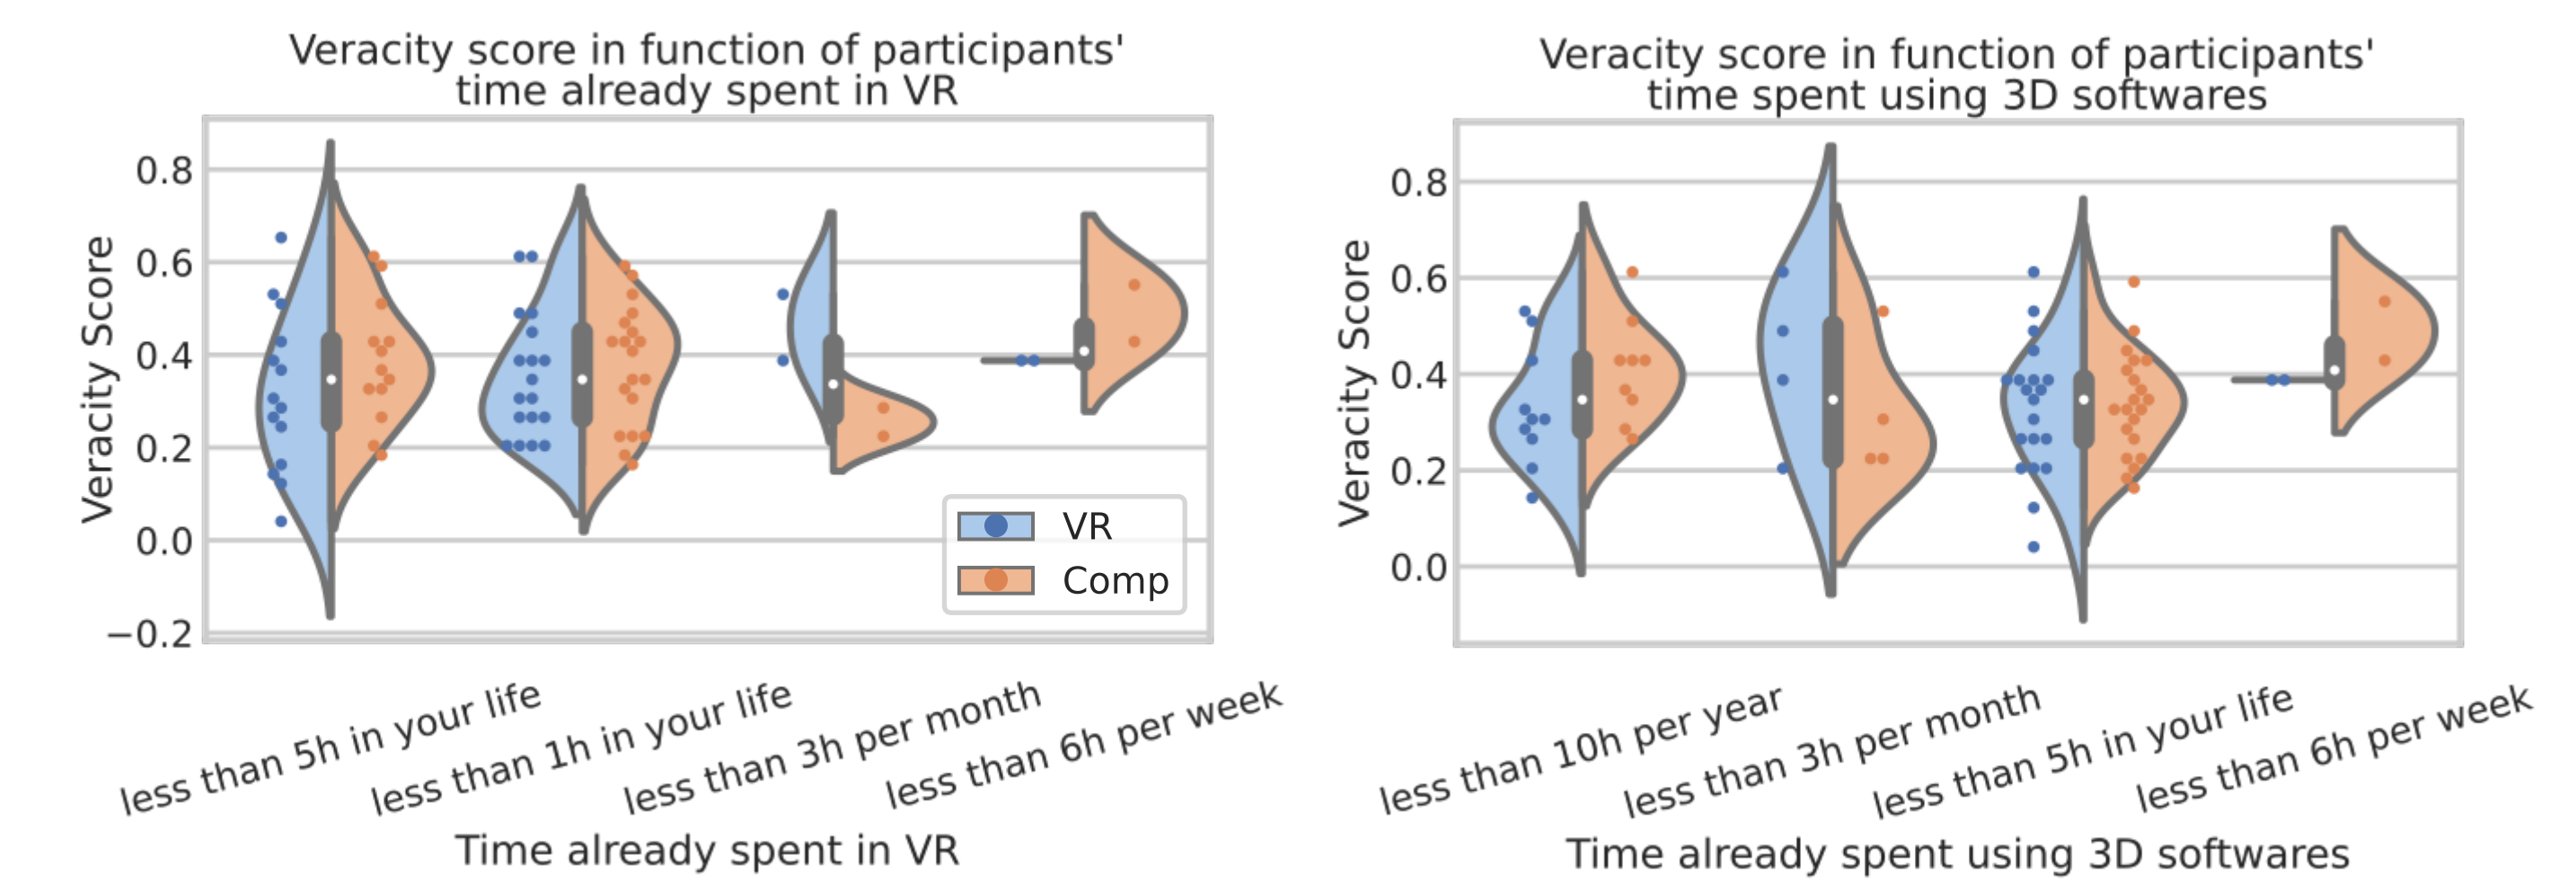 Veracity score in function of participants'
time already spent in VR
Veracity Score
0.8
0.6
0.4
0.2
0.0
−0.2
VR
Comp
less than 5h in your life
less than 1h in your life
less than 3h per month
less than 6h per week
Time already spent in VR
Veracity score in function of participants'
time spent using 3D softwares
Veracity Score
0.8
0.6
0.4
0.2
0.0
less than 10h per year
less than 3h per month
less than 5h in your life
less than 6h per week
Time already spent using 3D softwares